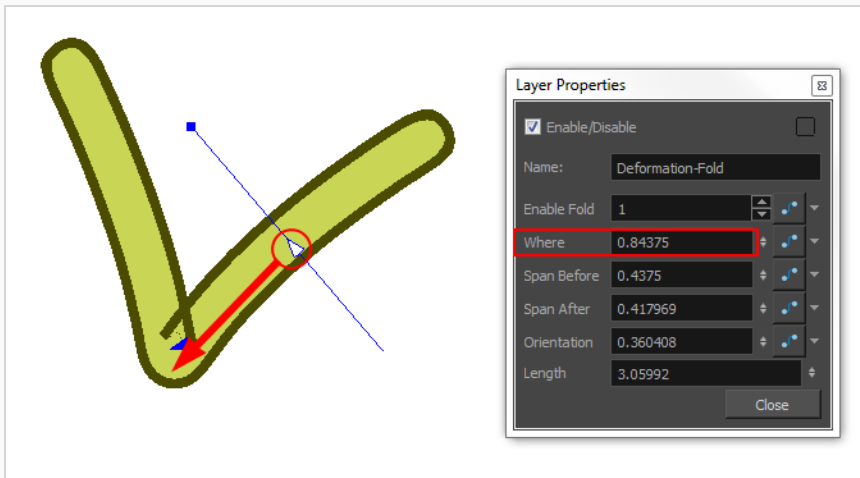 Layer Properties
Enable/Disable
Name: Deformation-Fold
Enable Fold 1
Where 0.84375
Span Before 0.4375
Span After 0.417969
Orientation 0.360408
Length 3.05992
Close